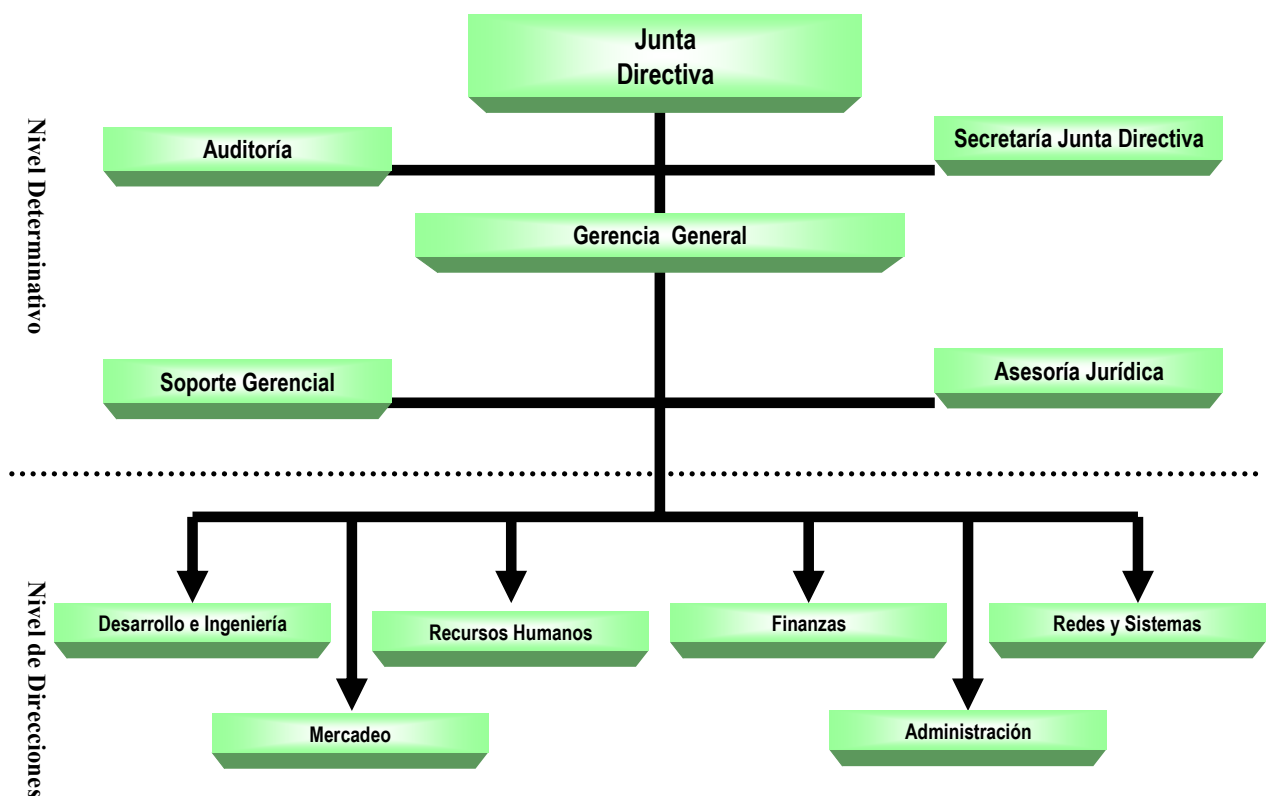 Junta
Directiva
Nivel Determinativo
Auditoría
Secretaría Junta Directiva
Gerencia General
Soporte Gerencial
Asesoría Jurídica
Nivel de Direcciones
Desarrollo e Ingeniería
Recursos Humanos
Finanzas
Redes y Sistemas
Mercadeo
Administración